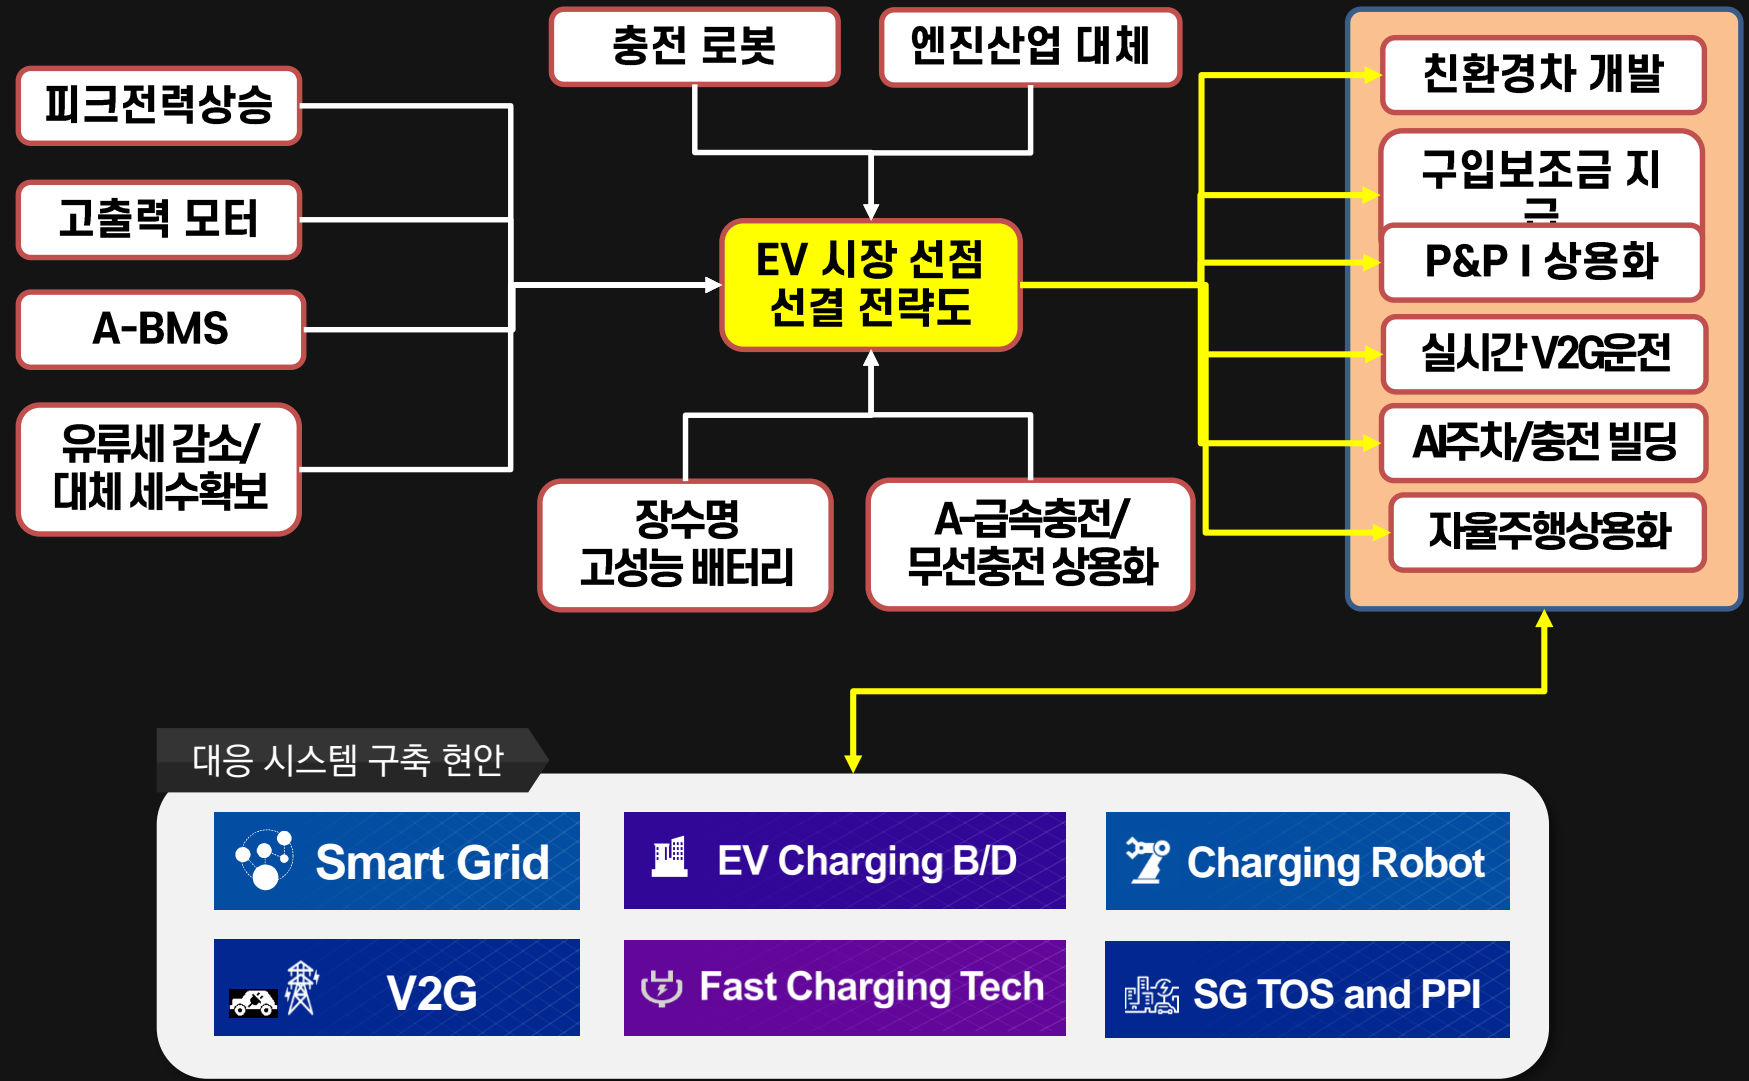 충전 로봇
엔진산업 대체
피크전력상승
고출력 모터
A-BMS
유류세 감소/
대체 세수확보
EV 시장 선점
선결 전략도
장수명
고성능 배터리
A-급속충전/
무선충전 상용화
친환경차 개발
구입보조금 지
급
P&P I 상용화
실시간 V2G운전
AI주차/충전 빌딩
자율주행상용화
대응 시스템 구축 현안
Smart Grid
EV Charging B/D
Charging Robot
V2G
Fast Charging Tech
SG TOS and PPI